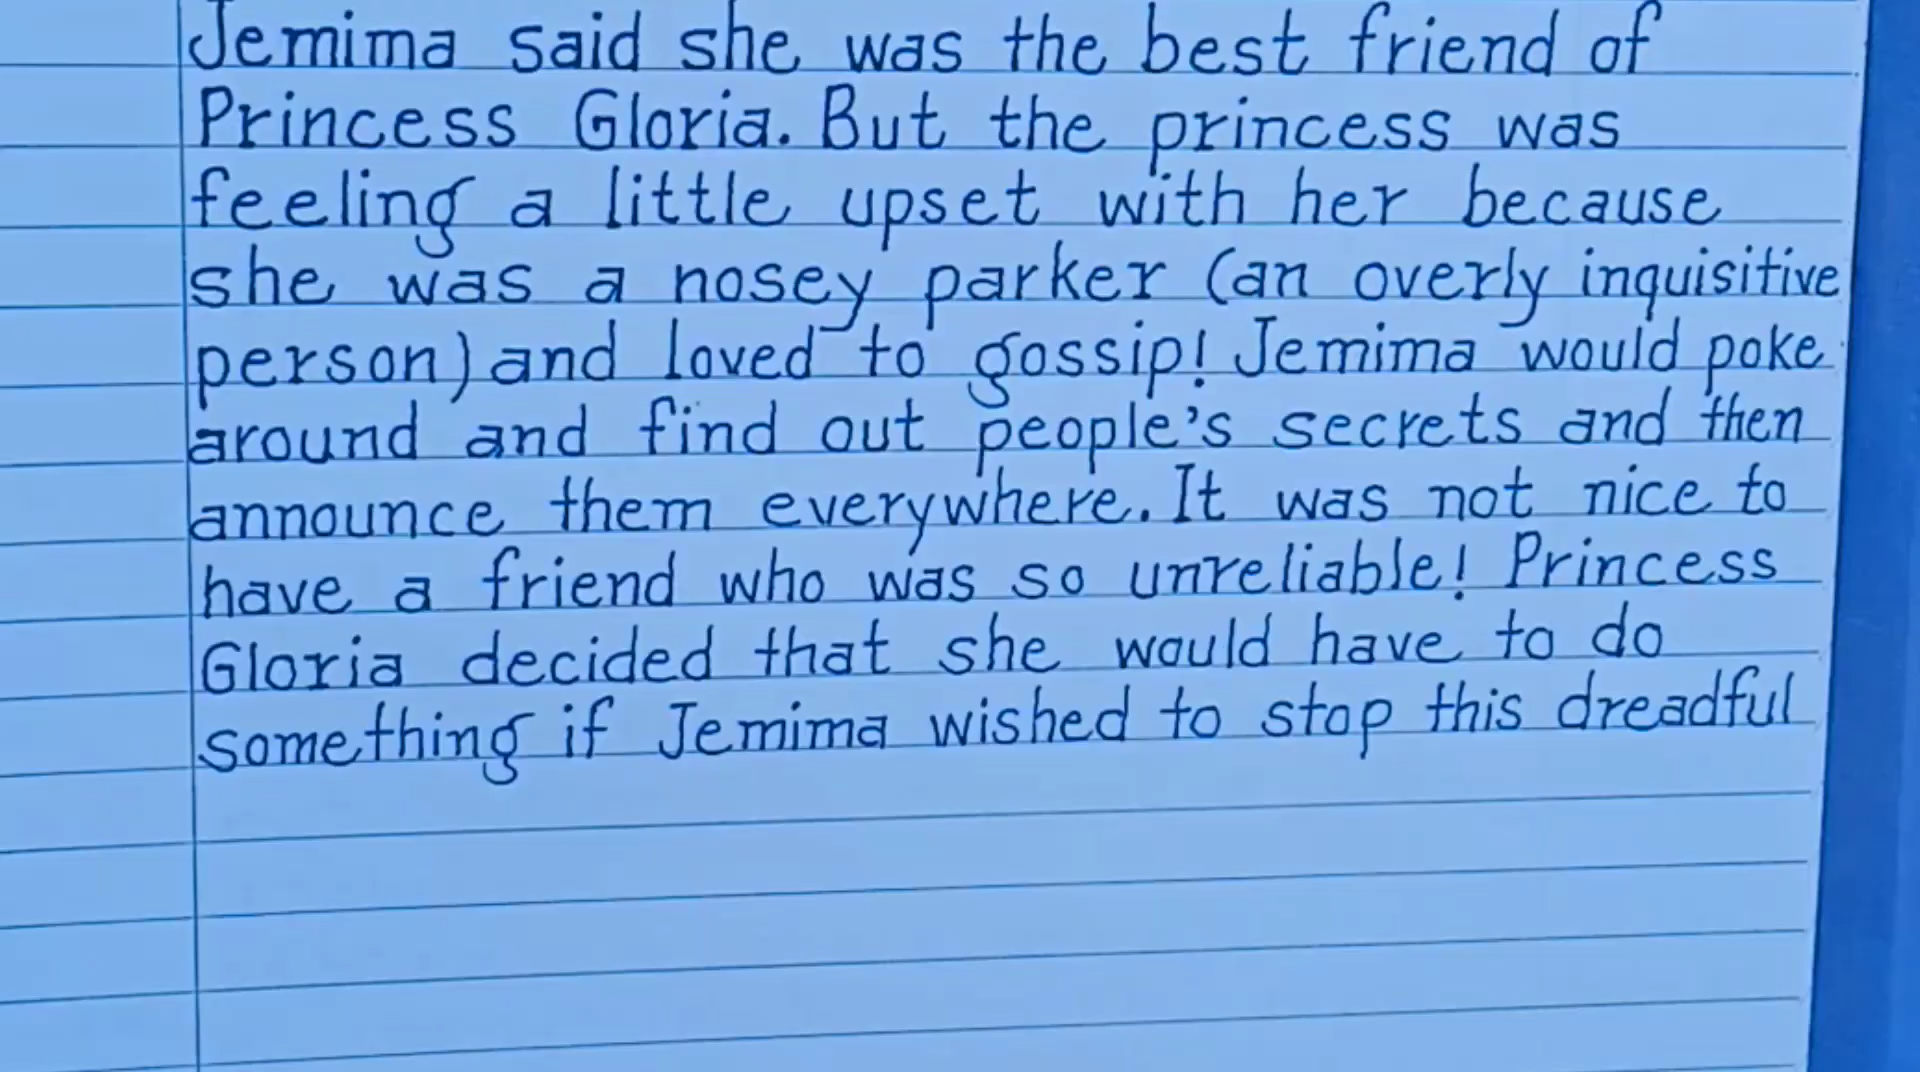 Jemima said she was the best friend of
Princess Gloria. But the princess was
feeling a little upset with her because
she was a nosey parker (an overly inquisitive
person) and loved to gossip! Jemima would poke
around and find out people's secrets and then
announce them everywhere. It was not nice to
have a friend who was so unreliable! Princess
Gloria decided that she would have to do
something if Jemima wished to stop this dreadful